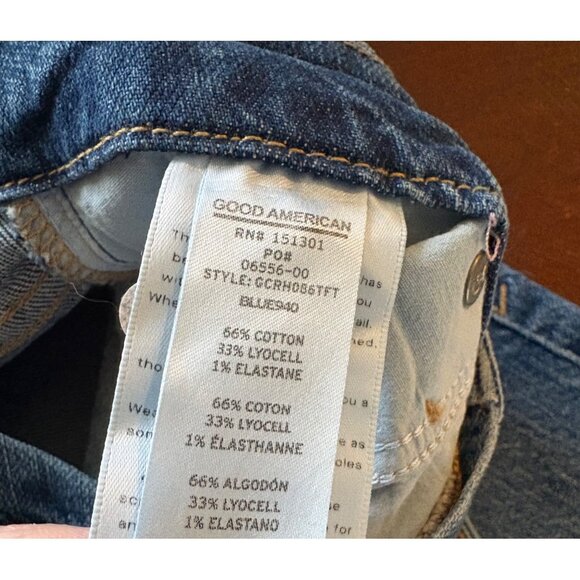 GOOD AMERICAN
RN# 151301
PO#
06556-00
STYLE: GCRH086TFT
BLUE940
66% COTTON
33% LYOCELL
1% ELASTANE
66% COTON
33% LYOCELL
1% ÉLASTHANNE
66% ALGODÓN
33% LYOCELL
1% ELASTANO